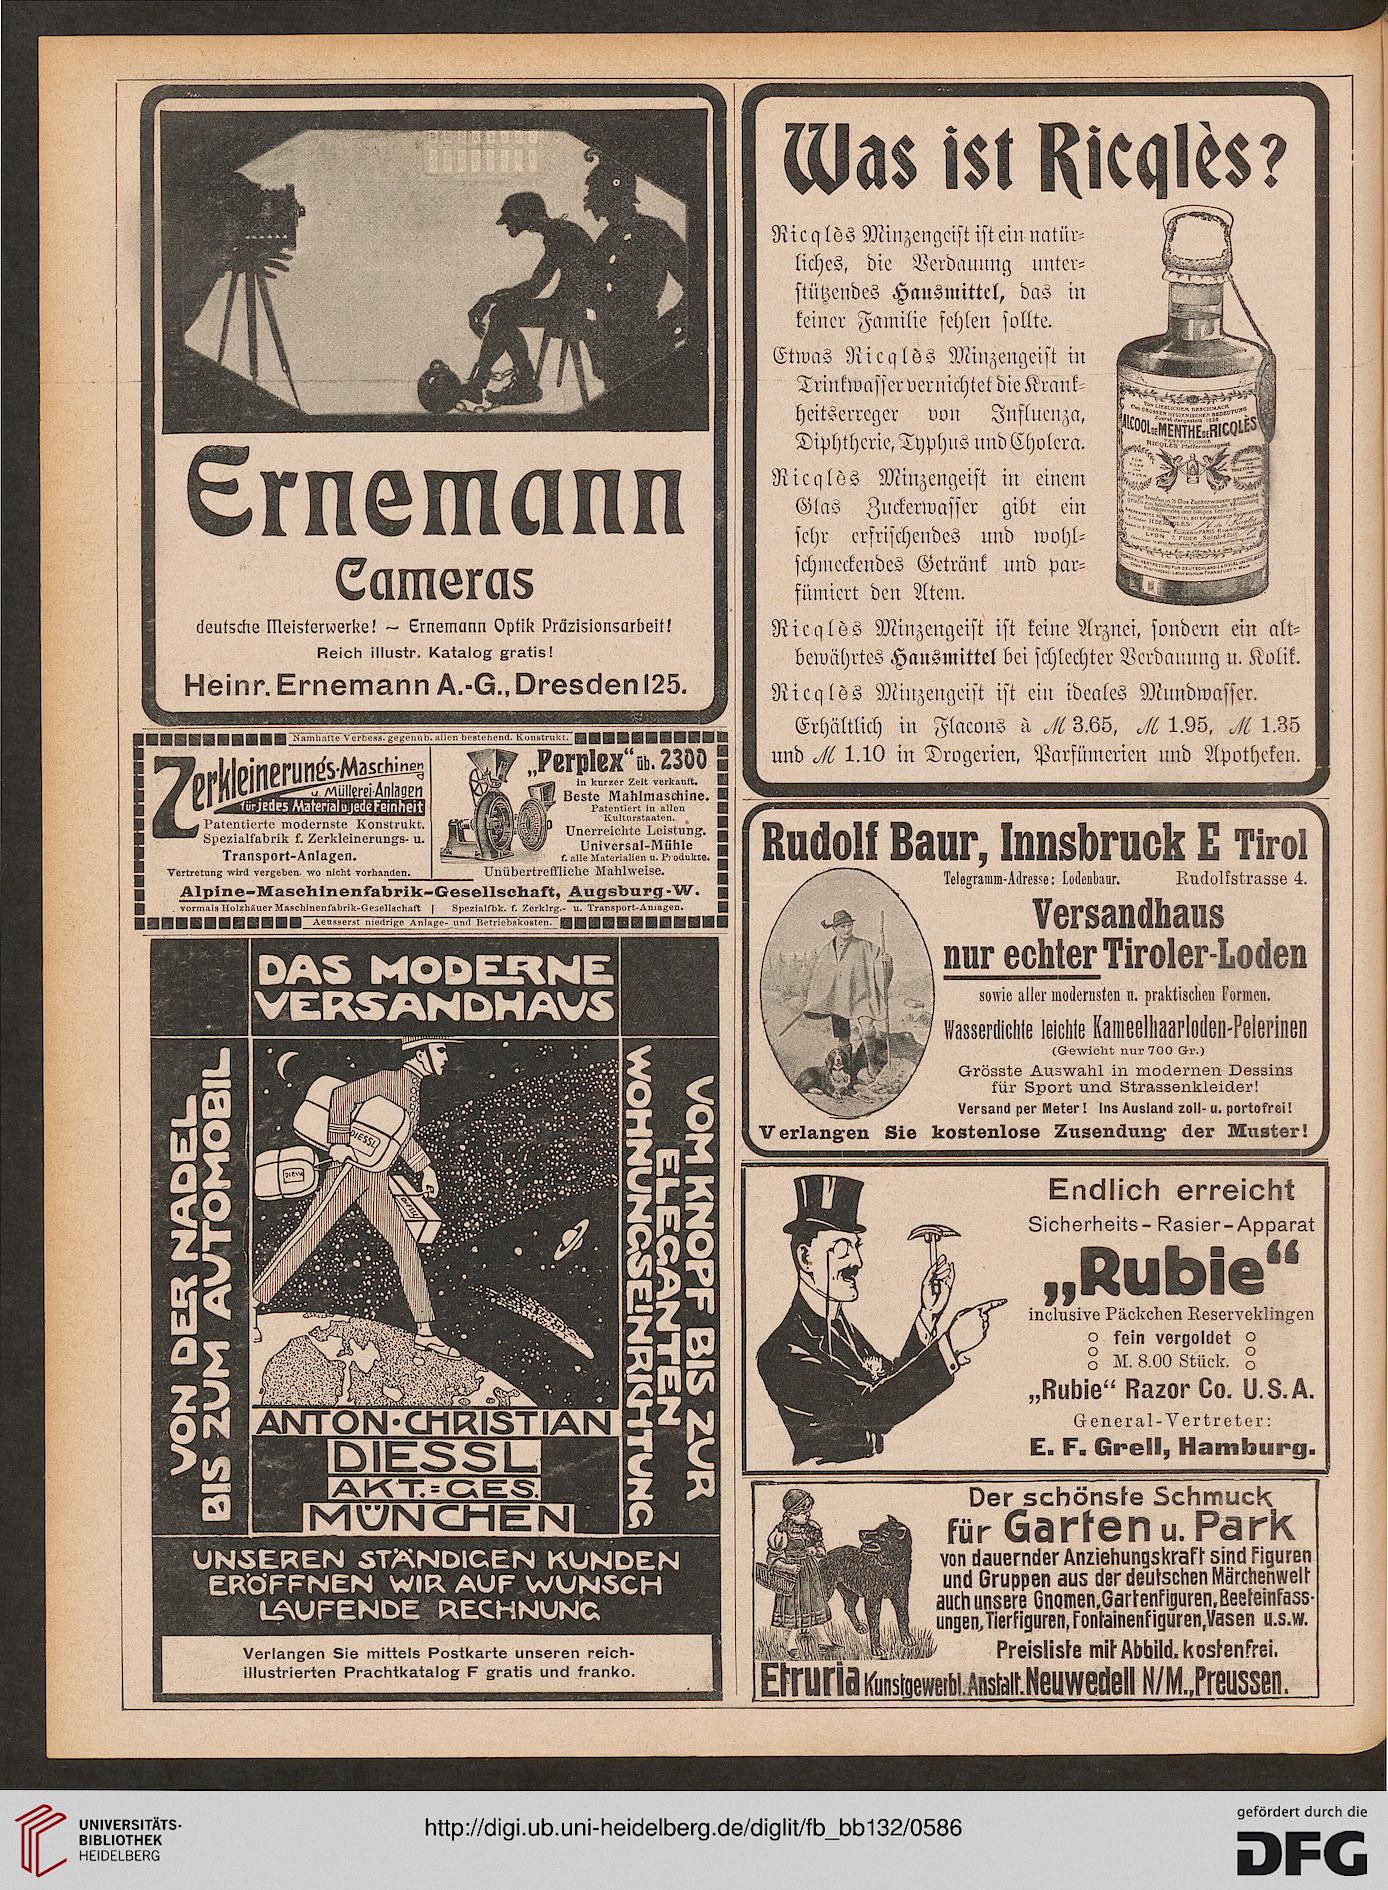 Ernemann
Cameras
deutsche Meisterwerke! – Ernemann Optik Präzisionsarbeit!
Reich illustr. Katalog gratis!
Heinr. Ernemann A.-G., Dresden 125.
Namhafte Verbess. gegenüb. allen bestehend. Konstrukt.
Zerkleinerungs-Maschinen
u. Müllerei-Anlagen
für jedes Material u. jede Feinheit
Patentierte modernste Konstrukt.
Spezialfabrik f. Zerkleinerungs- u.
Transport-Anlagen.
Vertretung wird vergeben. wo nicht vorhanden.
„Perplex“ üb. 2300
in kurzer Zeit verkauft.
Beste Mahlmaschine.
Patentiert in allen
Kulturstaaten.
Unerreichte Leistung.
Universal-Mühle
f. alle Materialien u. Produkte.
Unübertreffliche Mahlweise.
Alpine-Maschinenfabrik-Gesellschaft, Augsburg-W.
vormals Holzhäuer Maschinenfabrik-Gesellschaft | Spezialfbk. f. Zerklrg.- u. Transport-Anlagen.
Aeusserst niedrige Anlage- und Betriebskosten.
DAS MODERNE
VERSANDHAUS
VON DER NADEL
BIS ZUM AUTOMOBIL
VOM KNOPF BIS ZUR
ELEGANTEN
WOHNUNGSEINRICHTUNG
DIESSL
DIESSL
DIESSL
ANTON·CHRISTIAN
DIESSL
AKT.=GES.
MÜNCHEN
UNSEREN STÄNDIGEN KUNDEN
ERÖFFNEN WIR AUF WUNSCH
LAUFENDE RECHNUNG
Verlangen Sie mittels Postkarte unseren reich-
illustrierten Prachtkatalog F gratis und franko.
Was ist Ricqlès?
Ricqlès Minzengeist ist ein natür-
liches, die Verdauung unter-
stützendes Hausmittel, das in
keiner Familie fehlen sollte.
Etwas Ricqlès Minzengeist in
Trinkwasser vernichtet die Krank-
heitserreger von Influenza,
Diphtherie, Typhus und Cholera.
Ricqlès Minzengeist in einem
Glas Zuckerwasser gibt ein
sehr erfrischendes und wohl-
schmeckendes Getränk und par-
fümiert den Atem.
ALCOOL DE MENTHE DE RICQLÈS
Ricqlès Minzengeist ist keine Arznei, sondern ein alt-
bewährtes Hausmittel bei schlechter Verdauung u. Kolik.
Ricqlès Minzengeist ist ein ideales Mundwasser.
Erhältlich in Flacons à ℳ 3.65, ℳ 1.95, ℳ 1.35
und ℳ 1.10 in Drogerien, Parfümerien und Apotheken.
Rudolf Baur, Innsbruck E Tirol
Telegramm-Adresse: Lodenbaur. Rudolfstrasse 4.
Versandhaus
nur echter Tiroler-Loden
sowie aller modernsten u. praktischen Formen.
Wasserdichte leichte Kameelhaarloden-Pelerinen
(Gewicht nur 700 Gr.)
Grösste Auswahl in modernen Dessins
für Sport und Strassenkleider!
Versand per Meter! Ins Ausland zoll- u. portofrei!
Verlangen Sie kostenlose Zusendung der Muster!
Endlich erreicht
Sicherheits-Rasier-Apparat
„Rubie“
inclusive Päckchen Reserveklingen
fein vergoldet
M. 8.00 Stück.
„Rubie“ Razor Co. U.S.A.
General-Vertreter:
E. F. Grell, Hamburg.
Der schönste Schmuck
für Garten u. Park
von dauernder Anziehungskraft sind Figuren
und Gruppen aus der deutschen Märchenwelt
auch unsere Gnomen, Gartenfiguren, Beeteinfass-
ungen, Tierfiguren, Fontainenfiguren, Vasen u.s.w.
Preisliste mit Abbild. kostenfrei.
Etruria Kunstgewerbl. Anstalt. Neuwedell N/M., Preussen.
UNIVERSITÄTS-
BIBLIOTHEK
HEIDELBERG
http://digi.ub.uni-heidelberg.de/diglit/fb_bb132/0586
gefördert durch die
DFG